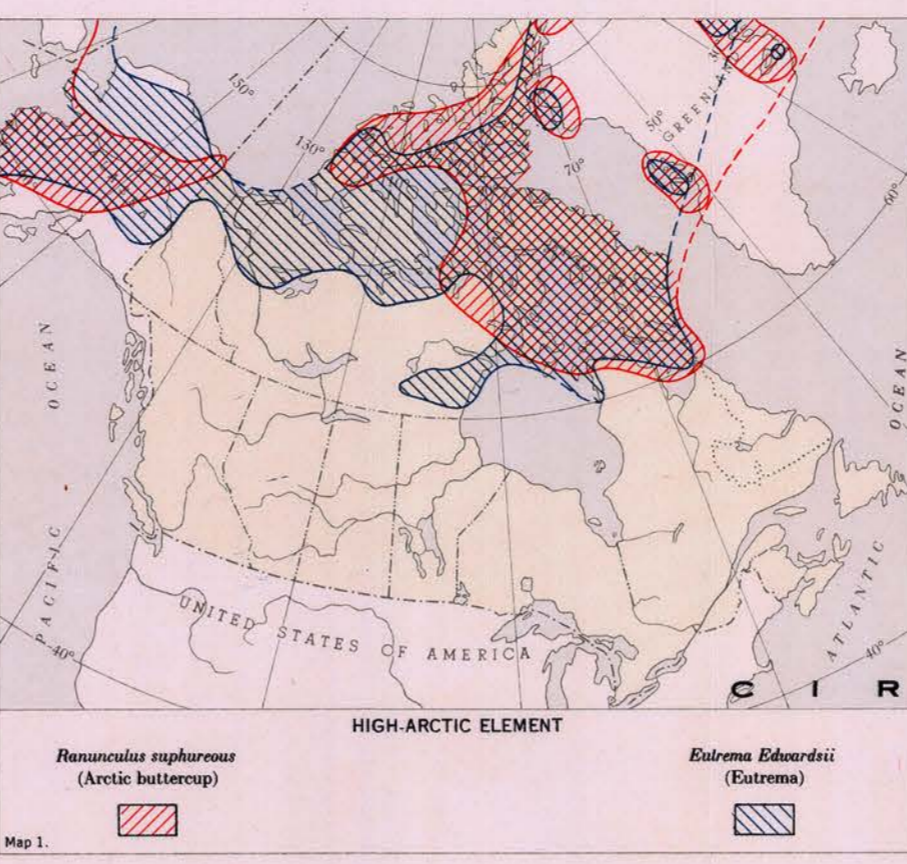 150°
130°
70°
50°
GREENL
60°
PACIFIC OCEAN
ATLANTIC OCEAN
UNITED STATES OF AMERICA
40°
40°
C I R
HIGH-ARCTIC ELEMENT
Ranunculus suphureous
(Arctic buttercup)
Eutrema Edwardsii
(Eutrema)
Map 1.